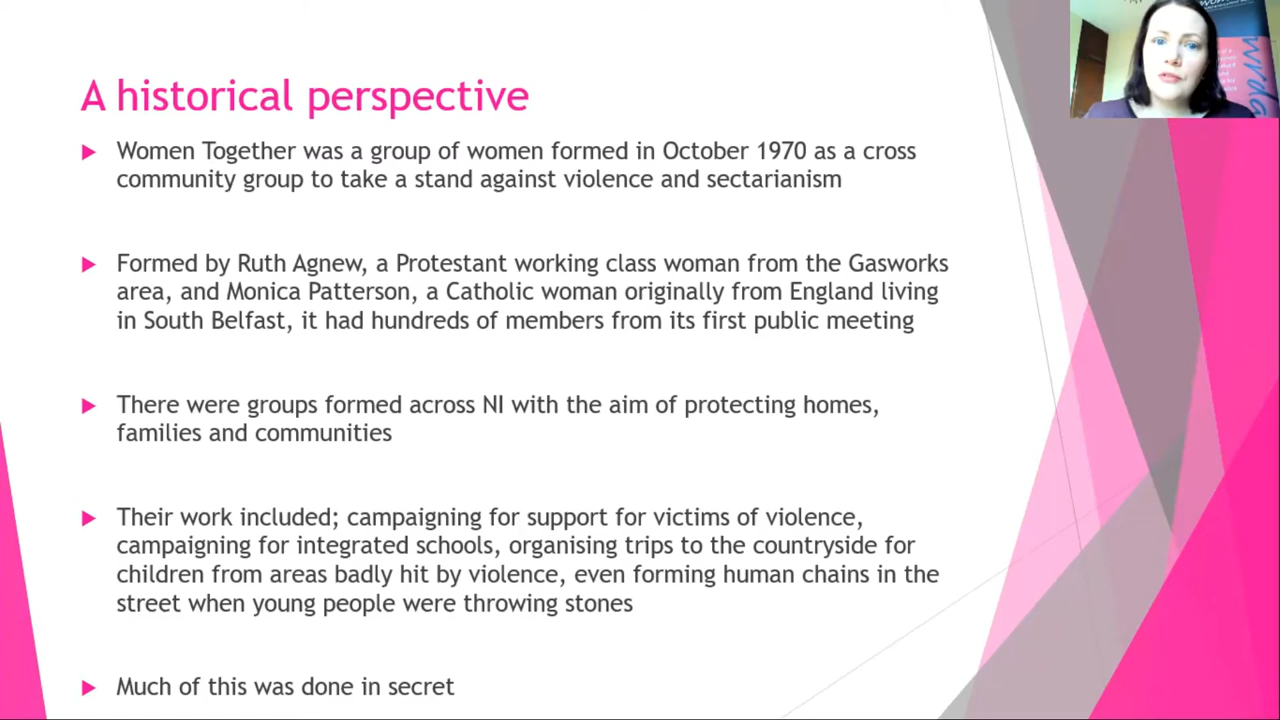 A historical perspective
Women Together was a group of women formed in October 1970 as a cross
community group to take a stand against violence and sectarianism
Formed by Ruth Agnew, a Protestant working class woman from the Gasworks
area, and Monica Patterson, a Catholic woman originally from England living
in South Belfast, it had hundreds of members from its first public meeting
There were groups formed across NI with the aim of protecting homes,
families and communities
Their work included; campaigning for support for victims of violence,
campaigning for integrated schools, organising trips to the countryside for
children from areas badly hit by violence, even forming human chains in the
street when young people were throwing stones
Much of this was done in secret
wrda